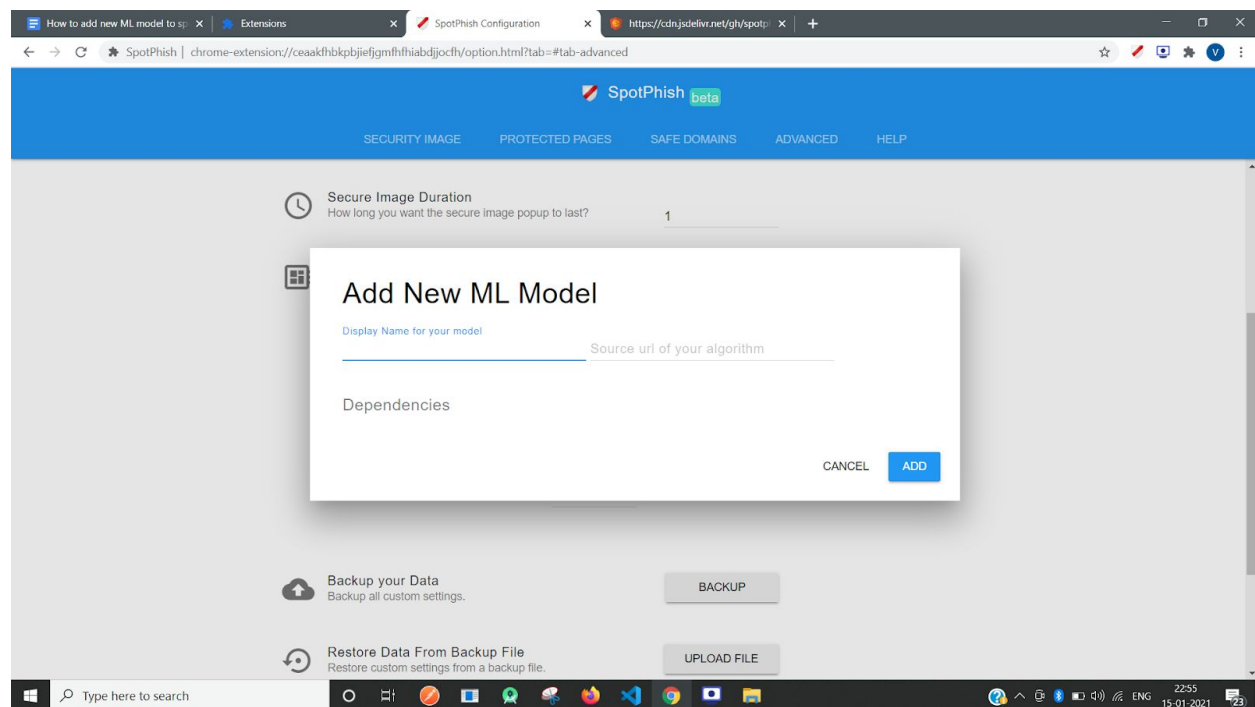 How to add new ML model to sp
Extensions
SpotPhish Configuration
https://cdn.jsdelivr.net/gh/spotp
SpotPhish | chrome-extension://ceaakfhbkpbjiefjgmfhfhiabdjjocfh/option.html?tab=#tab-advanced
V
SpotPhish beta
SECURITY IMAGE PROTECTED PAGES SAFE DOMAINS ADVANCED HELP
Secure Image Duration
How long you want the secure image popup to last?
1
Add New ML Model
Display Name for your model
Source url of your algorithm
Dependencies
CANCEL ADD
Backup your Data
Backup all custom settings.
BACKUP
Restore Data From Backup File
Restore custom settings from a backup file.
UPLOAD FILE
Type here to search
ENG
22:55
15-01-2021
23